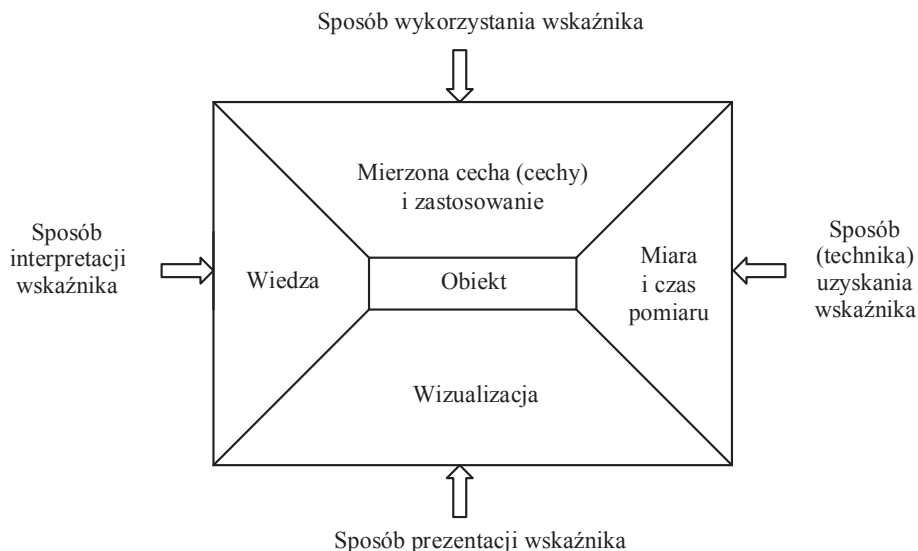 Sposób wykorzystania wskaźnika
Mierzona cecha (cechy)
i zastosowanie
Sposób
interpretacji
wskaźnika
Wiedza
Obiekt
Miara
i czas
pomiaru
Sposób
(technika)
uzyskania
wskaźnika
Wizualizacja
Sposób prezentacji wskaźnika